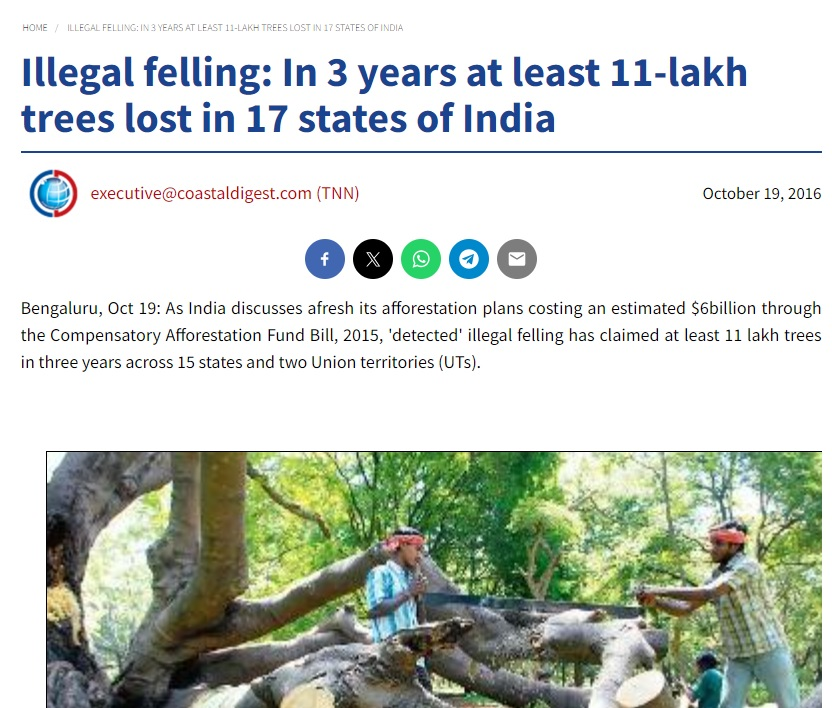 HOME / ILLEGAL FELLING: IN 3 YEARS AT LEAST 11-LAKH TREES LOST IN 17 STATES OF INDIA
Illegal felling: In 3 years at least 11-lakh
trees lost in 17 states of India
executive@coastaldigest.com (TNN) October 19, 2016
Bengaluru, Oct 19: As India discusses afresh its afforestation plans costing an estimated $6billion through
the Compensatory Afforestation Fund Bill, 2015, 'detected' illegal felling has claimed at least 11 lakh trees
in three years across 15 states and two Union territories (UTs).